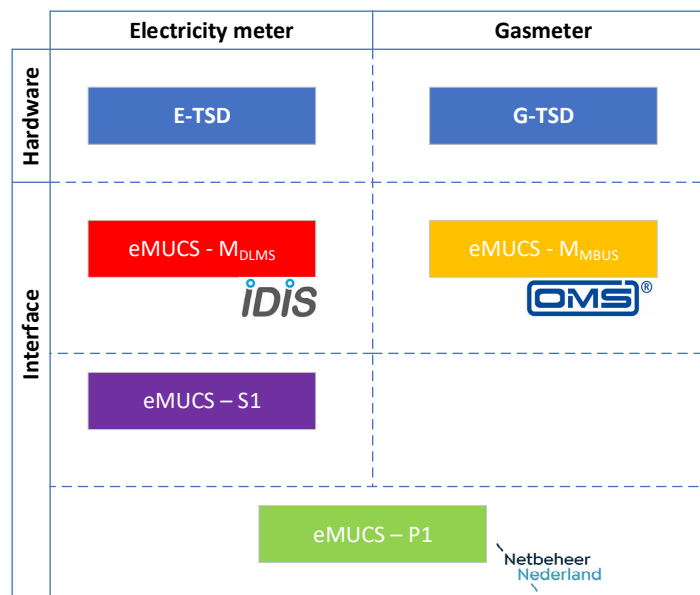 Electricity meter
Gasmeter
Hardware
E-TSD
G-TSD
Interface
eMUCS - MDLMS
eMUCS - MMBUS
iDiS
OMS®
eMUCS – S1
eMUCS – P1
Netbeheer
Nederland